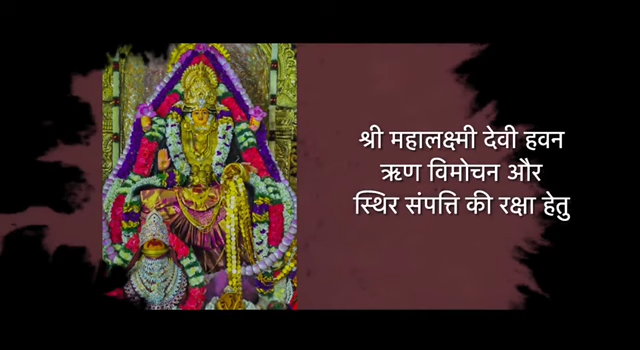 श्री महालक्ष्मी देवी हवन
ऋण विमोचन और
स्थिर संपत्ति की रक्षा हेतु